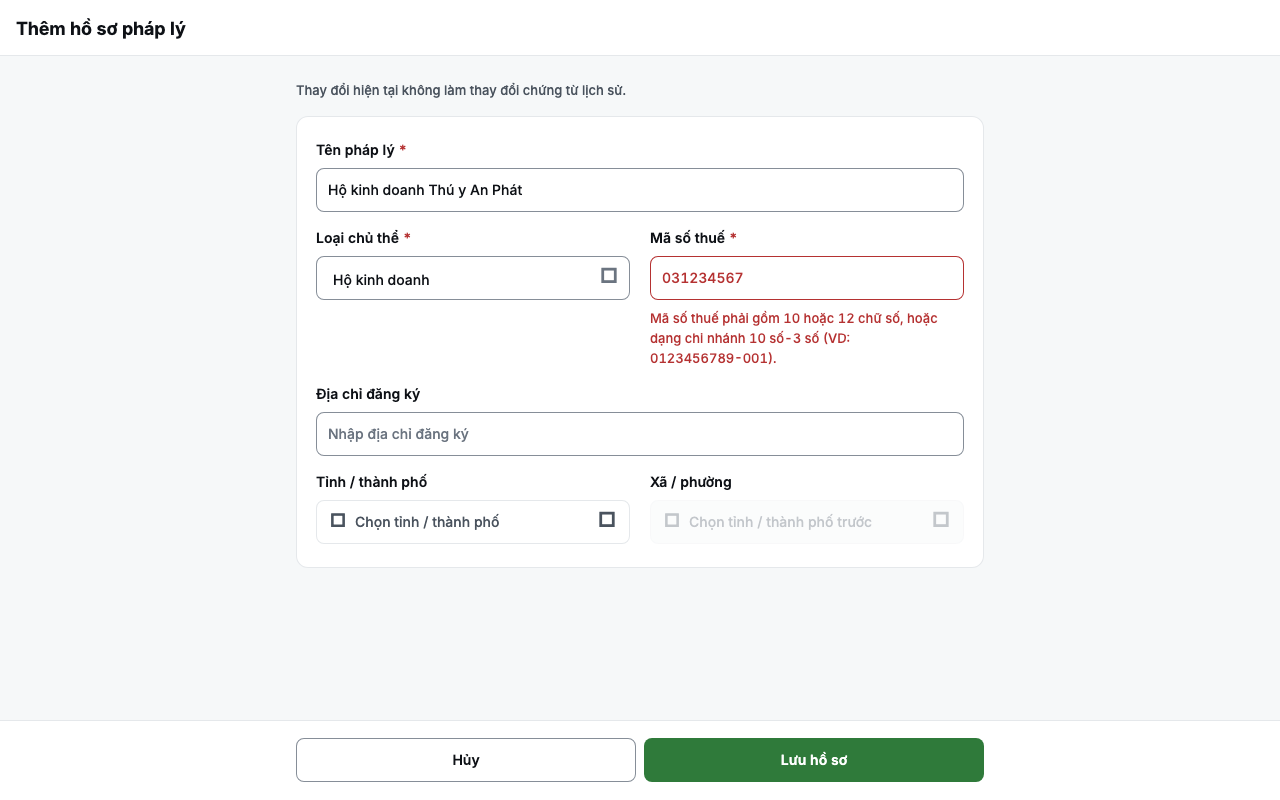 Thêm hồ sơ pháp lý
Thay đổi hiện tại không làm thay đổi chứng từ lịch sử.
Tên pháp lý *
Hộ kinh doanh Thú y An Phát
Loại chủ thể *
Mã số thuế *
Hộ kinh doanh
031234567
Mã số thuế phải gồm 10 hoặc 12 chữ số, hoặc
dạng chi nhánh 10 số-3 số (VD:
0123456789-001).
Địa chỉ đăng ký
Nhập địa chỉ đăng ký
Tỉnh / thành phố
Xã / phường
Chọn tỉnh / thành phố
Chọn tỉnh / thành phố trước
Hủy
Lưu hồ sơ